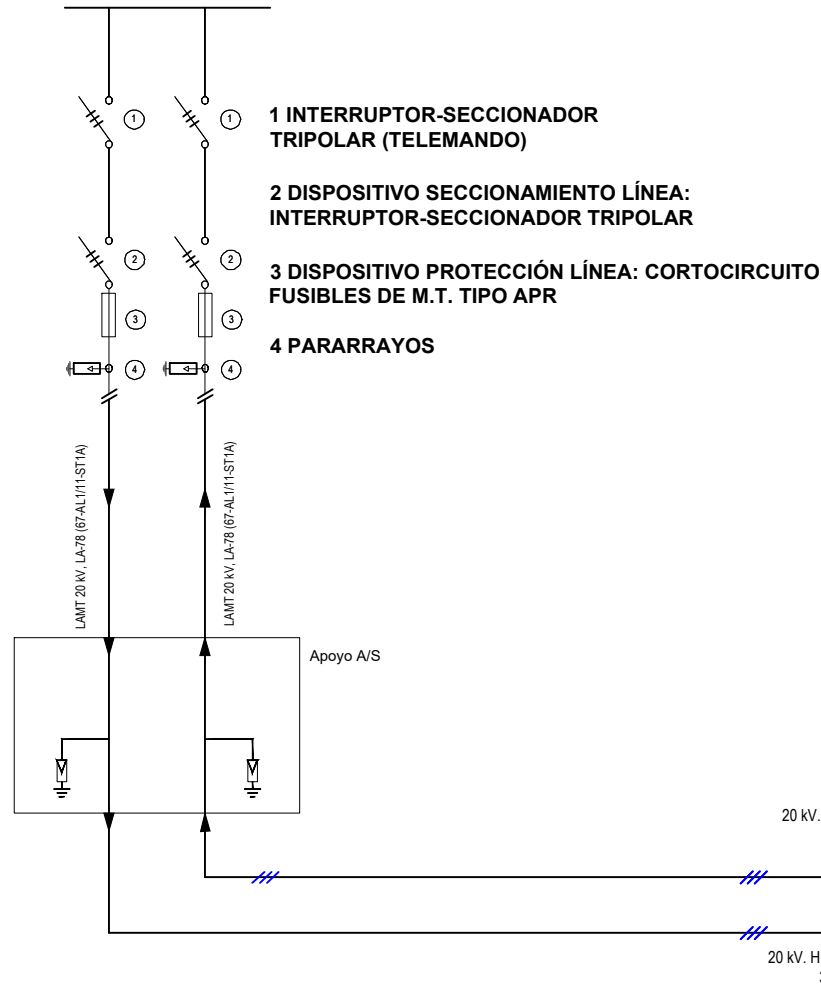 1
1
1 INTERRUPTOR-SECCIONADOR
TRIPOLAR (TELEMANDO)
2
2
2 DISPOSITIVO SECCIONAMIENTO LÍNEA:
INTERRUPTOR-SECCIONADOR TRIPOLAR
3
3
3 DISPOSITIVO PROTECCIÓN LÍNEA: CORTOCIRCUITO
FUSIBLES DE M.T. TIPO APR
4
4
4 PARARRAYOS
LAMT 20 kV, LA-78 (67-AL1/11-ST1A)
LAMT 20 kV, LA-78 (67-AL1/11-ST1A)
Apoyo A/S
20 kV.
20 kV. H